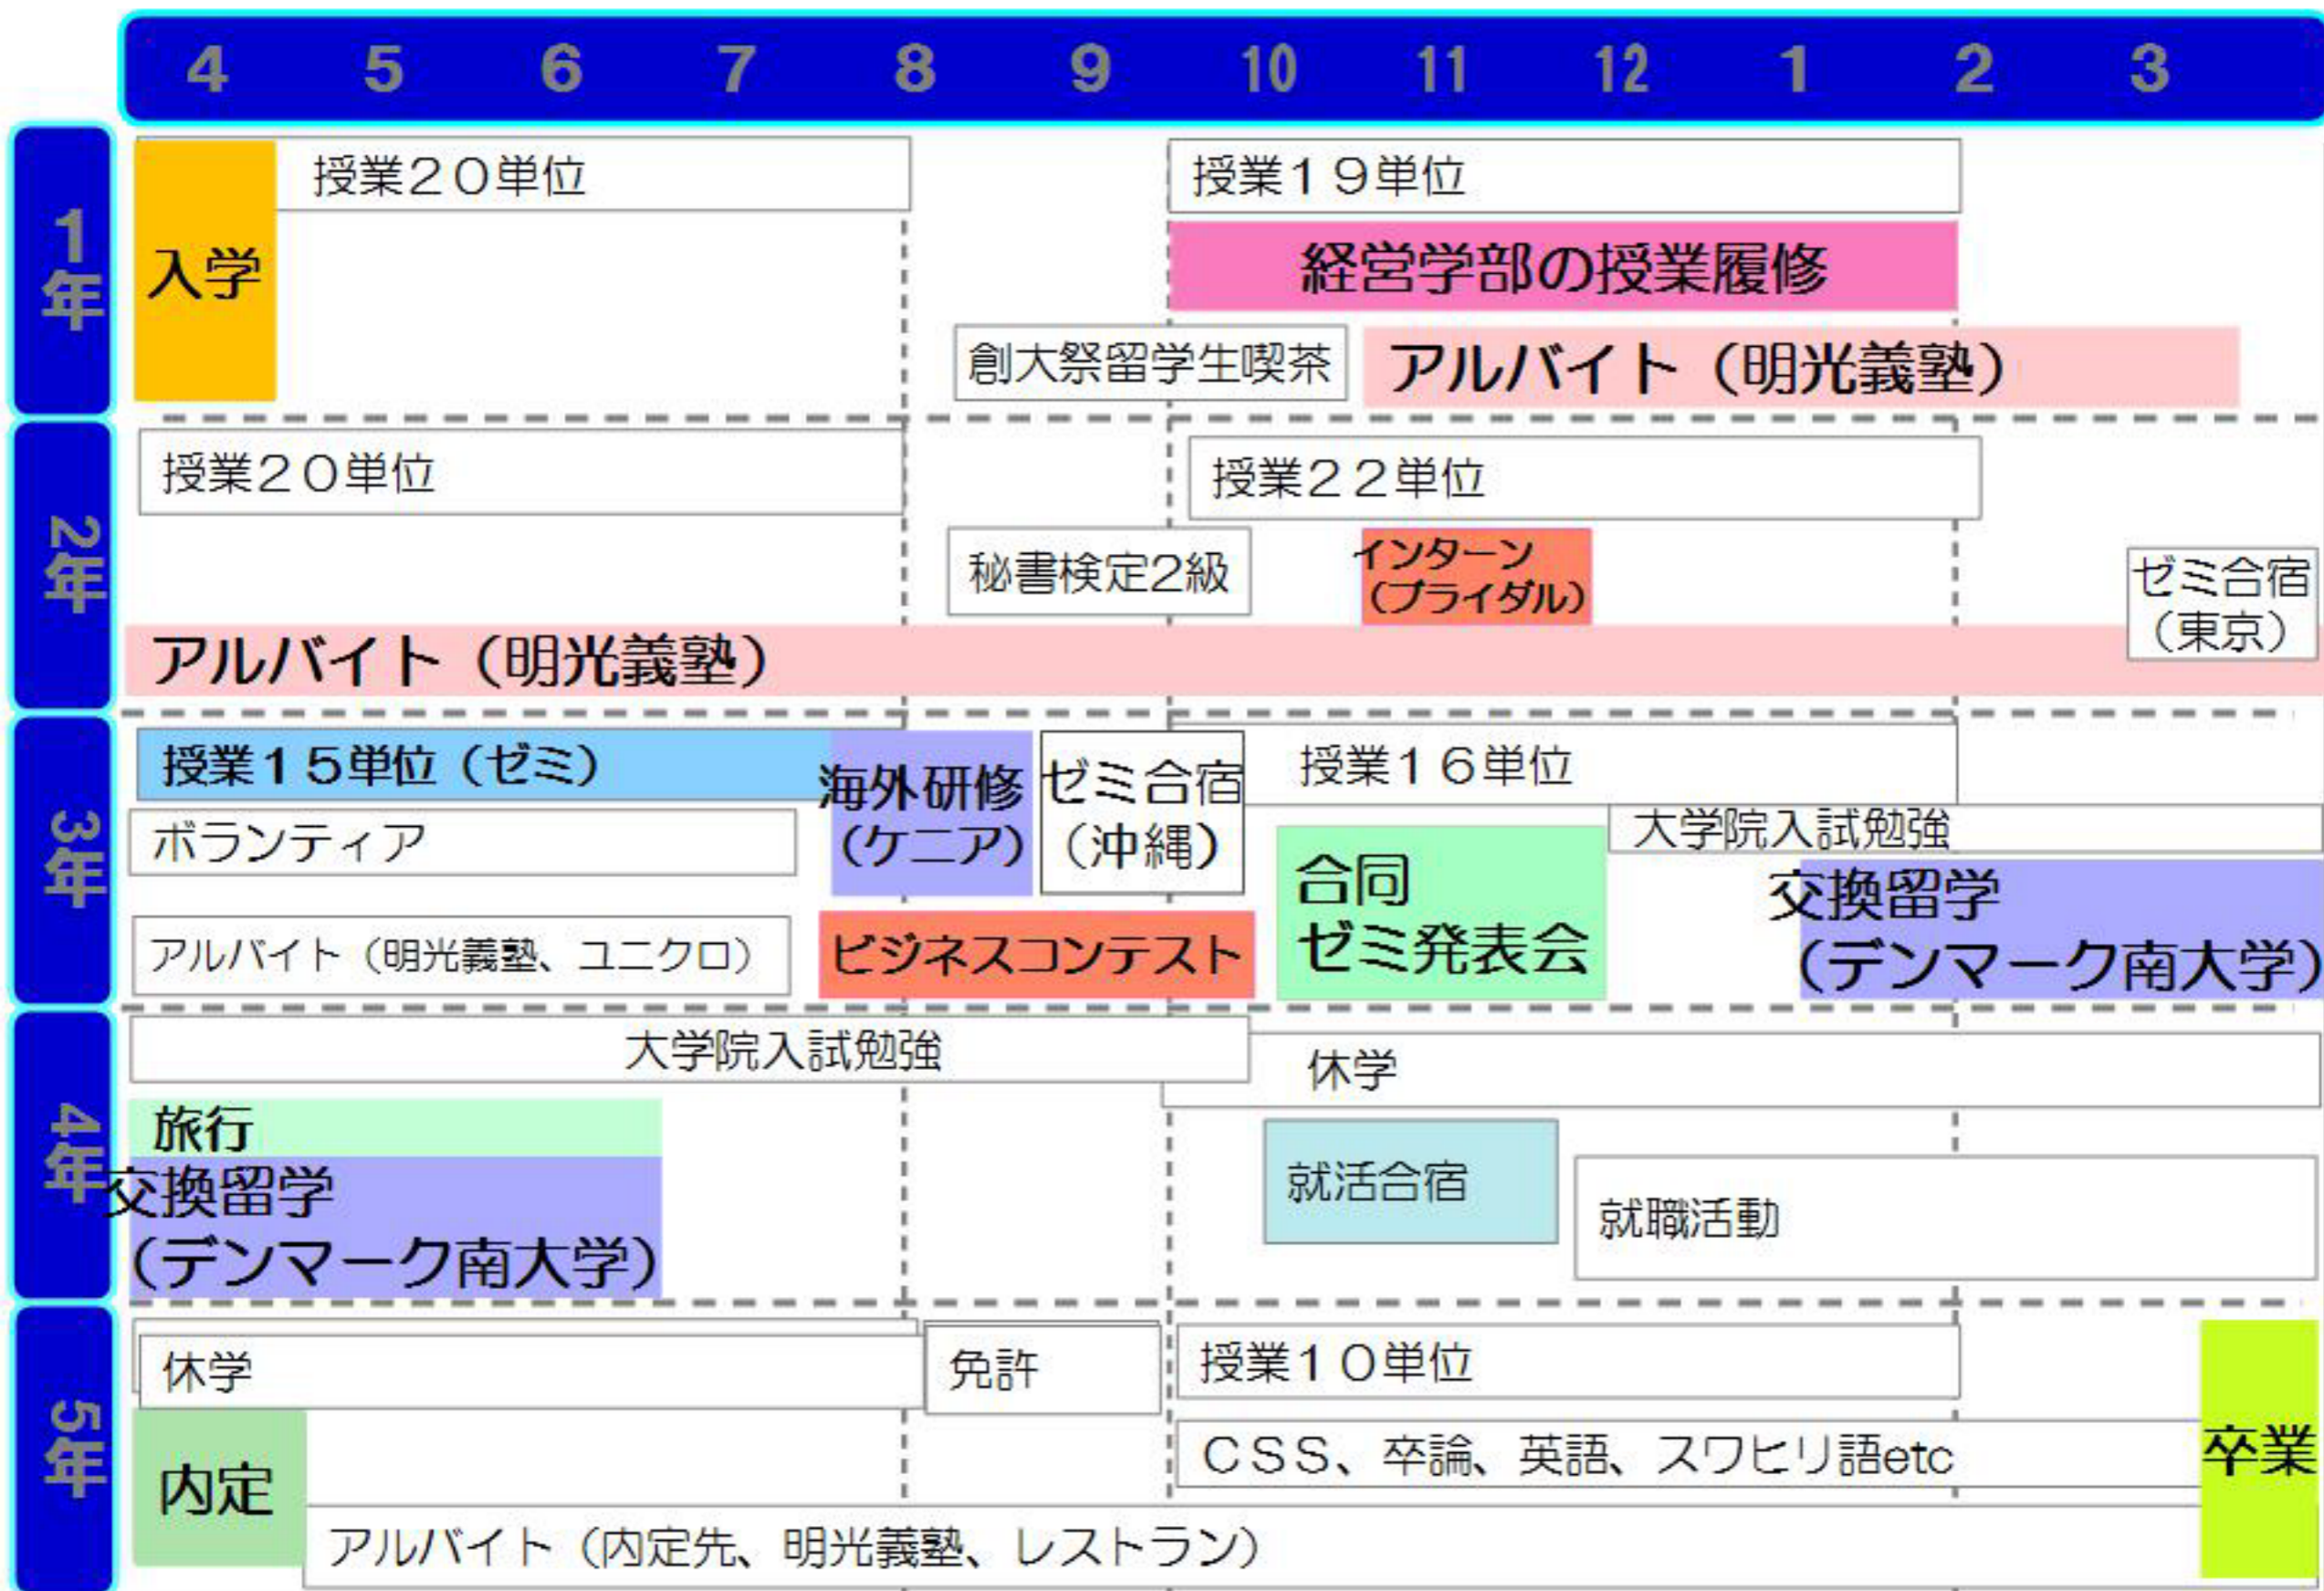 4 5 6 7 8 9 10 11 12 1 2 3
1年
入学
授業20単位
授業19単位
経営学部の授業履修
創大祭留学生喫茶
アルバイト（明光義塾）
2年
授業20単位
授業22単位
秘書検定2級
インターン
（ブライダル）
ゼミ合宿
（東京）
アルバイト（明光義塾）
3年
授業15単位（ゼミ）
海外研修
（ケニア）
ゼミ合宿
（沖縄）
授業16単位
ボランティア
大学院入試勉強
合同
ゼミ発表会
交換留学
（デンマーク南大学）
アルバイト（明光義塾、ユニクロ）
ビジネスコンテスト
4年
大学院入試勉強
休学
旅行
交換留学
（デンマーク南大学）
就活合宿
就職活動
5年
休学
免許
授業10単位
内定
CSS、卒論、英語、スワヒリ語etc
卒業
アルバイト（内定先、明光義塾、レストラン）